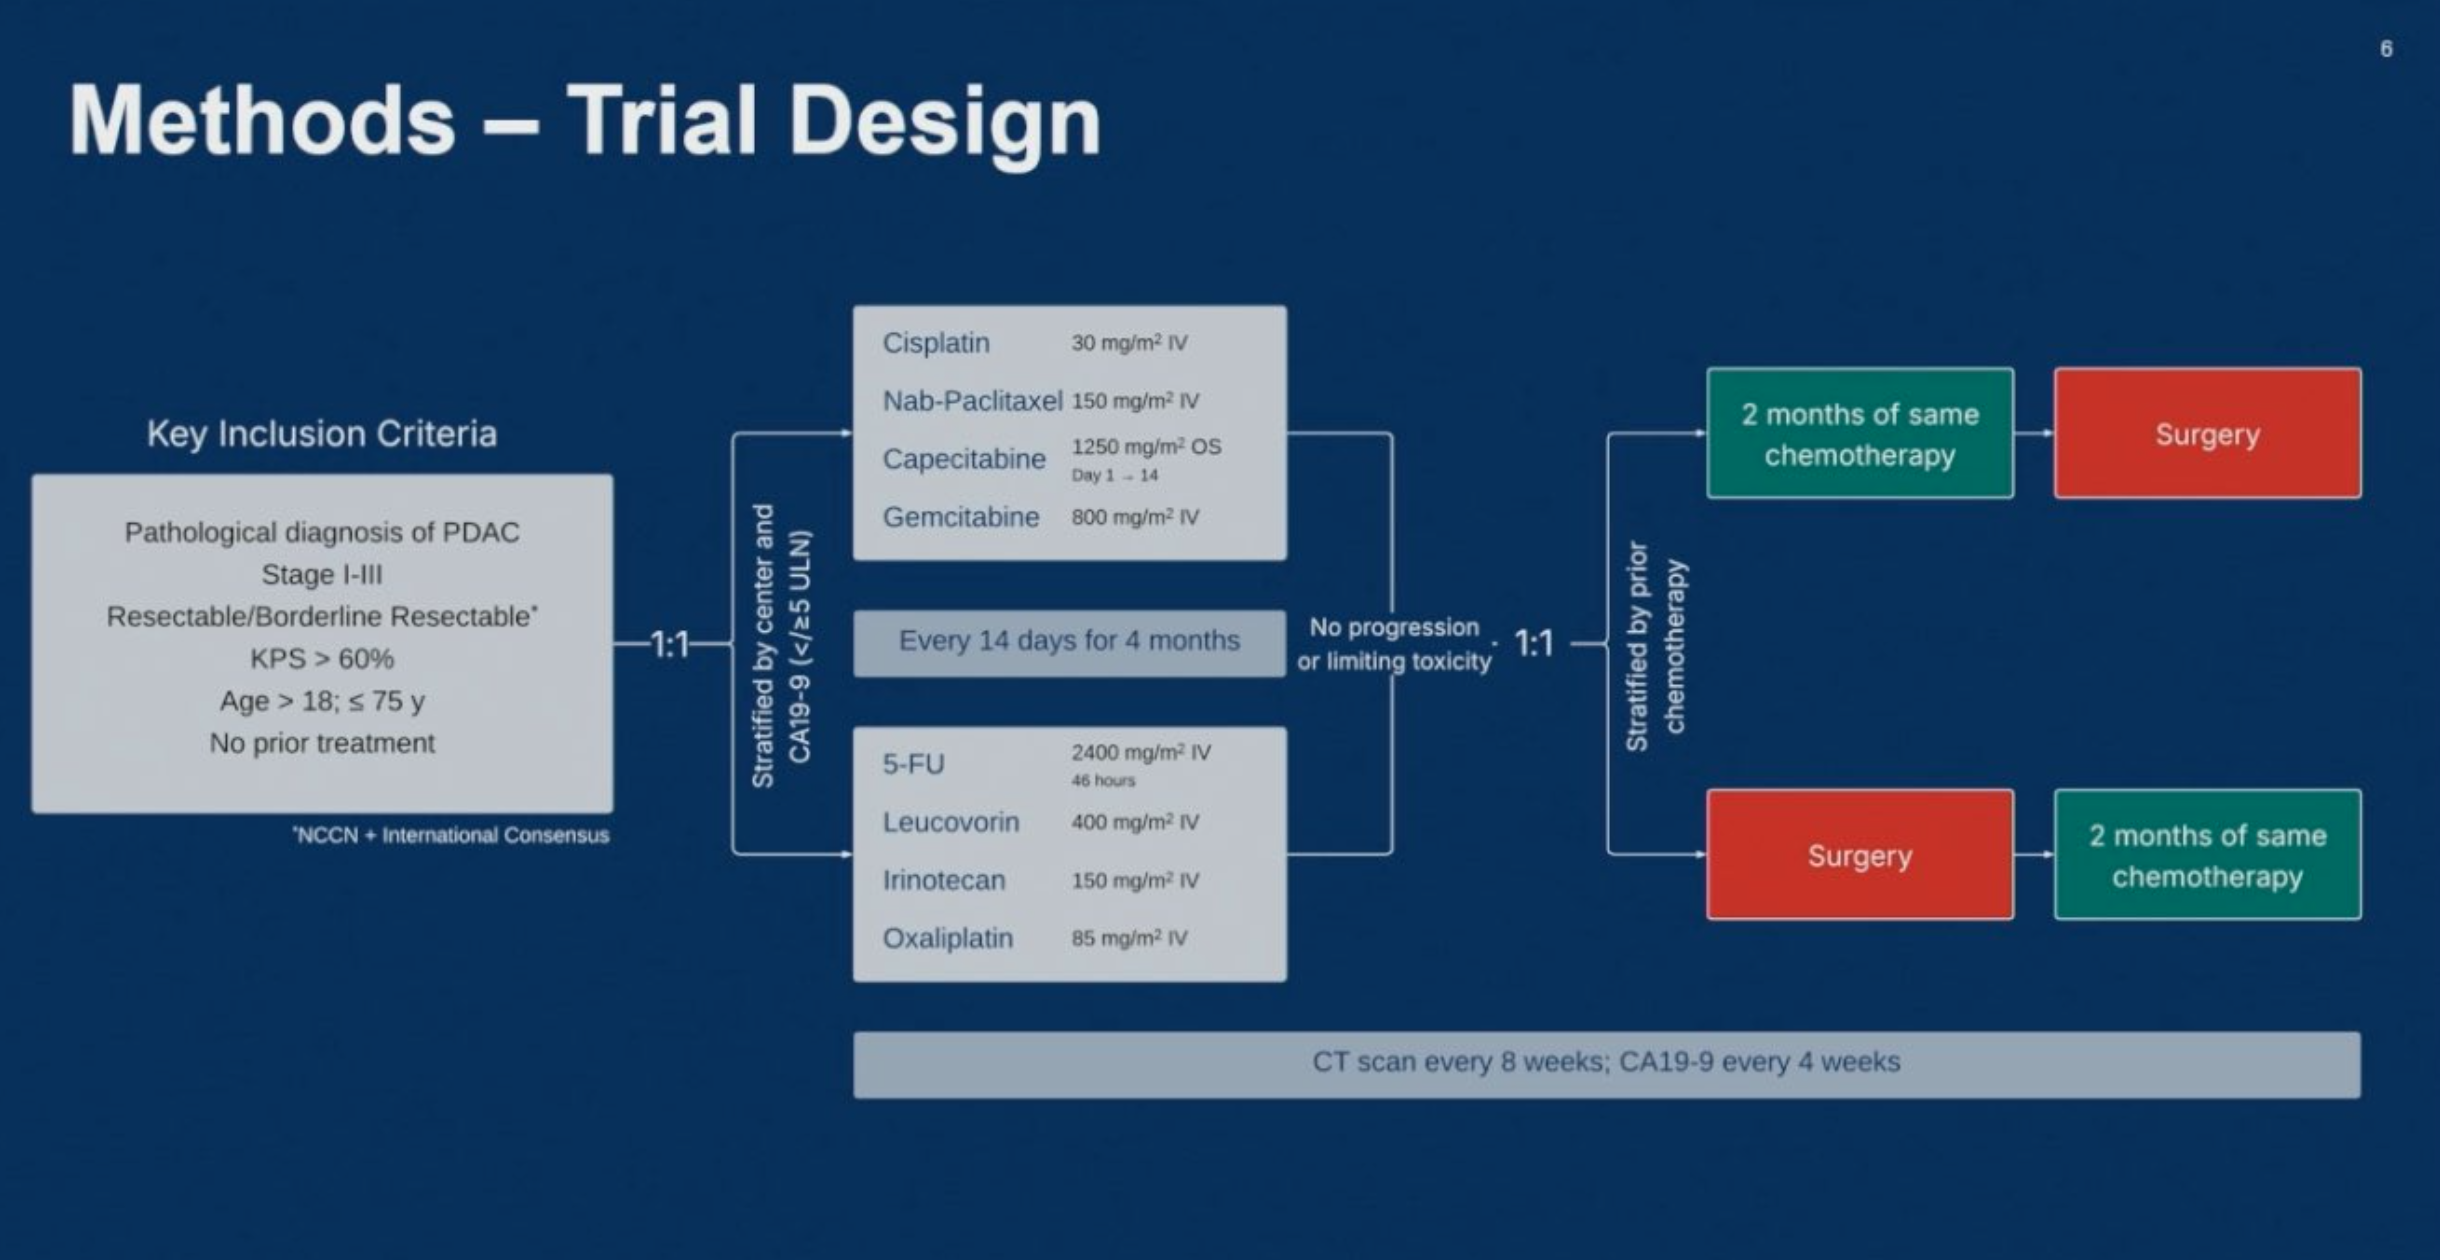 6
Methods – Trial Design
Key Inclusion Criteria
Pathological diagnosis of PDAC
Stage I-III
Resectable/Borderline Resectable*
KPS > 60%
Age > 18; ≤ 75 y
No prior treatment
*NCCN + International Consensus
1:1
Stratified by center and
CA19-9 (</≥5 ULN)
Cisplatin 30 mg/m² IV
Nab-Paclitaxel 150 mg/m² IV
Capecitabine 1250 mg/m² OS
Day 1 → 14
Gemcitabine 800 mg/m² IV
Every 14 days for 4 months
5-FU 2400 mg/m² IV
46 hours
Leucovorin 400 mg/m² IV
Irinotecan 150 mg/m² IV
Oxaliplatin 85 mg/m² IV
No progression
or limiting toxicity
1:1
Stratified by prior
chemotherapy
2 months of same
chemotherapy
Surgery
Surgery
2 months of same
chemotherapy
CT scan every 8 weeks; CA19-9 every 4 weeks